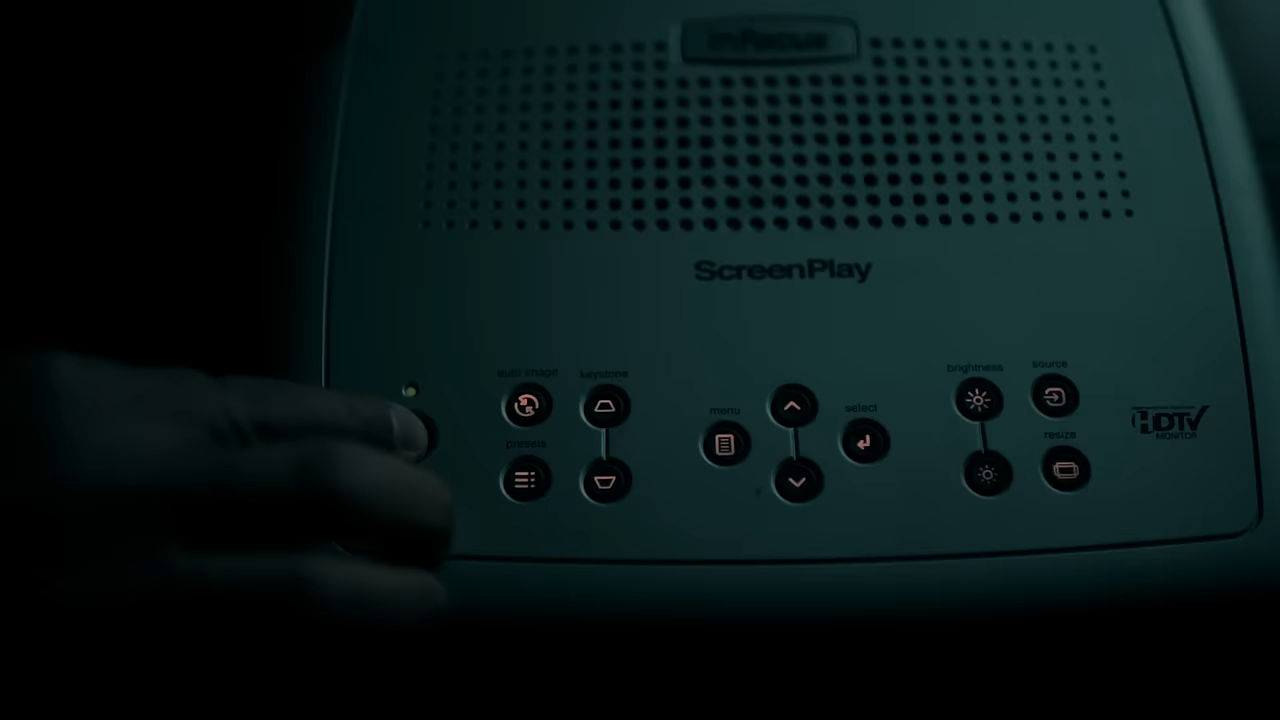 InFocus
ScreenPlay
auto image
keystone
presets
menu
select
brightness
source
resize
HDTV
MONITOR